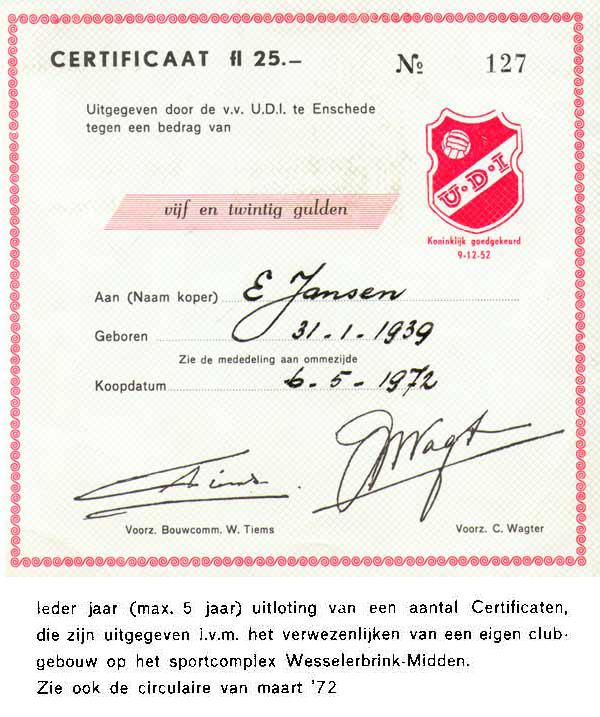 CERTIFICAAT fl 25.— № 127
Uitgegeven door de v.v. U.D.I. te Enschede
tegen een bedrag van
U·D·I
vijf en twintig gulden
Koninklijk goedgekeurd
9-12-52
Aan (Naam koper) E Jansen
Geboren 31-1-1939
Zie de mededeling aan ommezijde
Koopdatum 6-5-1972
Tiems
Wagt
Voorz. Bouwcomm. W. Tiems Voorz. C. Wagter
Ieder jaar (max. 5 jaar) uitloting van een aantal Certificaten,
die zijn uitgegeven i.v.m. het verwezenlijken van een eigen club-
gebouw op het sportcomplex Wesselerbrink-Midden.
Zie ook de circulaire van maart '72